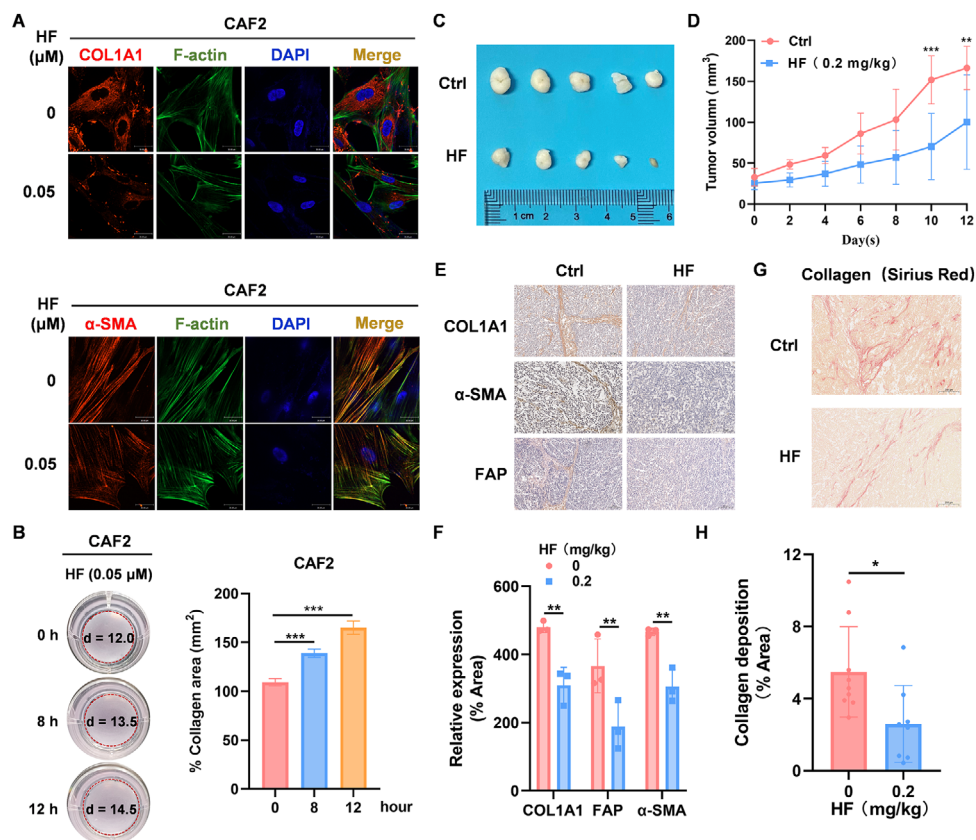 A
CAF2
HF
(μM)
COL1A1 F-actin DAPI Merge
0
0.05
CAF2
HF
(μM)
α-SMA F-actin DAPI Merge
0
0.05
B
CAF2
HF (0.05 μM)
0 h
d = 12.0
8 h
d = 13.5
12 h
d = 14.5
CAF2
% Collagen area (mm²)
200
150
100
50
0
***
***
0 8 12 hour
C
Ctrl
HF
1 cm 2 3 4 5 6
D
Tumor volumn ( mm³)
200
150
100
50
0
Ctrl
HF ( 0.2 mg/kg)
***
**
0 2 4 6 8 10 12
Day(s)
E
Ctrl HF
COL1A1
α-SMA
FAP
F
HF (mg/kg)
0
0.2
Relative expression
(% Area)
600
400
200
0
**
**
**
COL1A1 FAP α-SMA
G
Collagen (Sirius Red)
Ctrl
HF
H
Collagen deposition
(% Area)
12
8
4
0
*
0 0.2
HF (mg/kg)